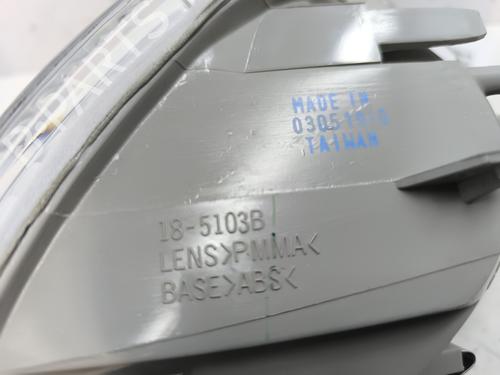 MADE IN
TAIWAN
18-5103B
LENS>PMMA<
BASE>ABS<